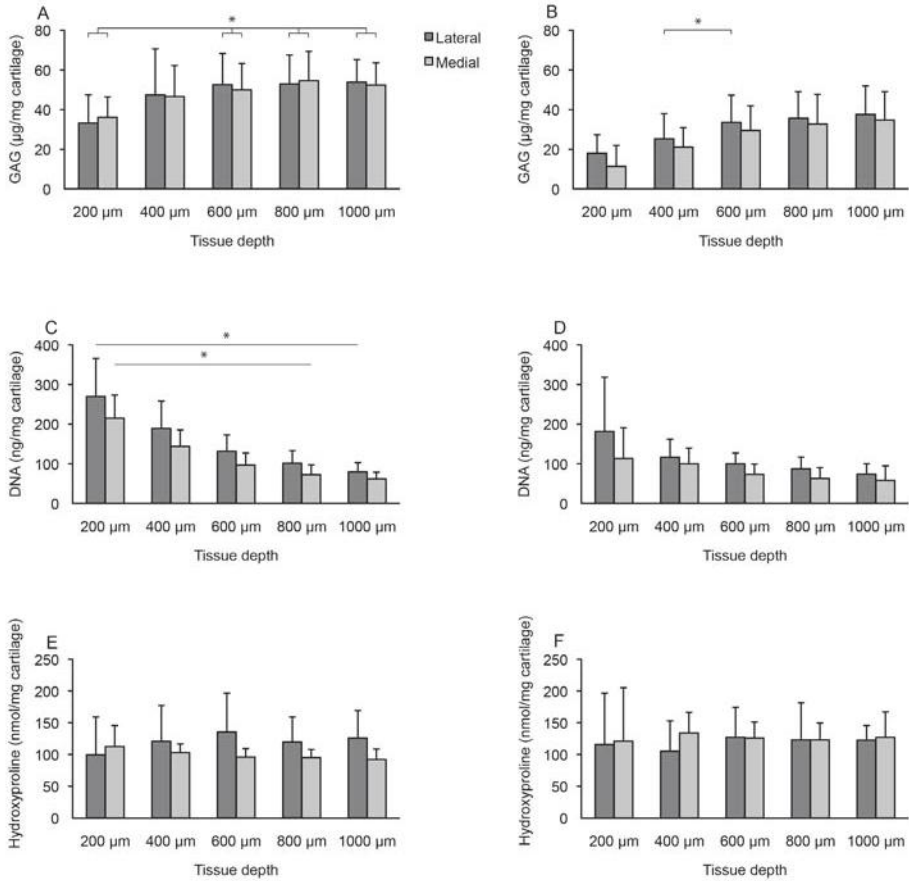 A
*
80
60
40
20
0
GAG (µg/mg cartilage)
200 µm 400 µm 600 µm 800 µm 1000 µm
Tissue depth
Lateral
Medial
B
*
80
60
40
20
0
GAG (µg/mg cartilage)
200 µm 400 µm 600 µm 800 µm 1000 µm
Tissue depth
C
*
*
400
300
200
100
0
DNA (ng/mg cartilage)
200 µm 400 µm 600 µm 800 µm 1000 µm
Tissue depth
D
400
300
200
100
0
DNA (ng/mg cartilage)
200 µm 400 µm 600 µm 800 µm 1000 µm
Tissue depth
E
250
200
150
100
50
0
Hydroxyproline (nmol/mg cartilage)
200 µm 400 µm 600 µm 800 µm 1000 µm
Tissue depth
F
250
200
150
100
50
0
Hydroxyproline (nmol/mg cartilage)
200 µm 400 µm 600 µm 800 µm 1000 µm
Tissue depth